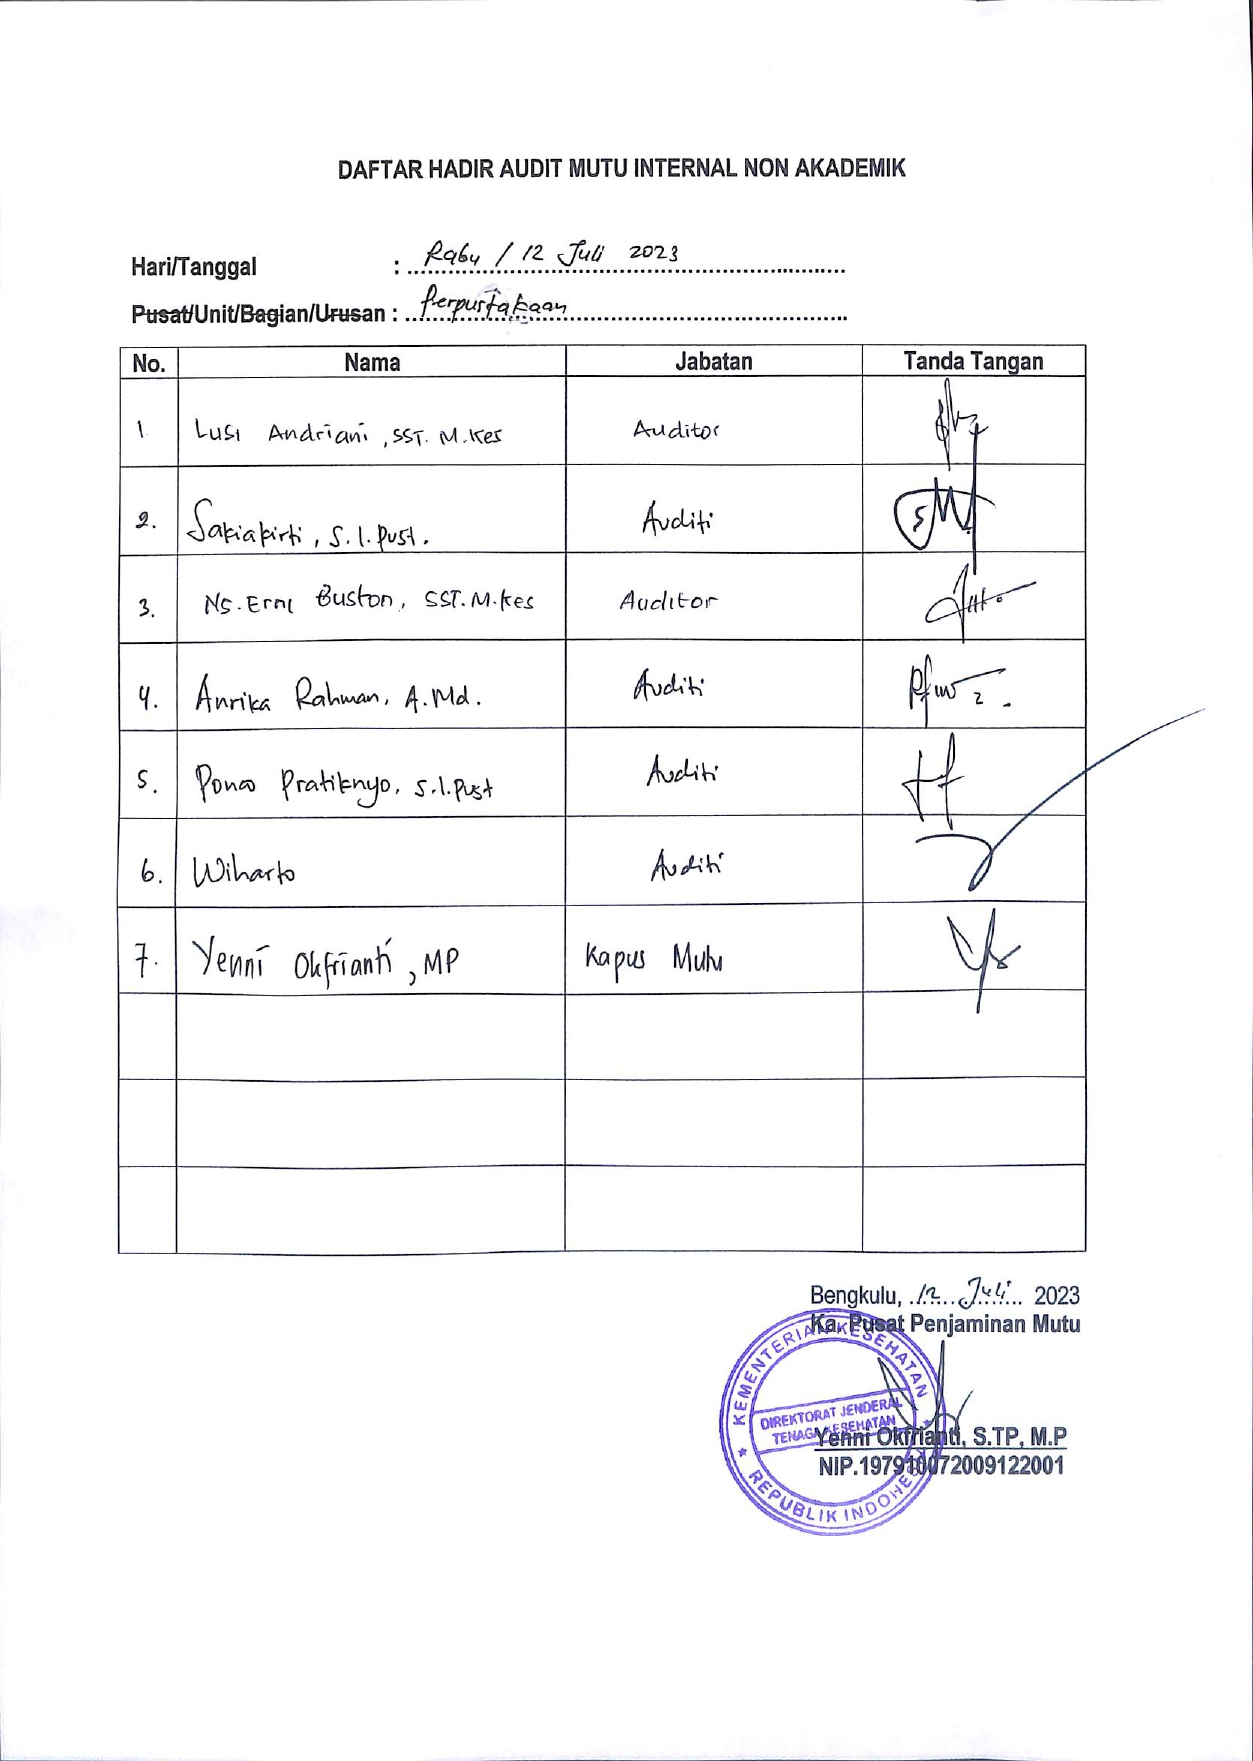 DAFTAR HADIR AUDIT MUTU INTERNAL NON AKADEMIK
Hari/Tanggal : Rabu / 12 Juli 2023
Pusat/Unit/Bagian/Urusan : Perpustakaan
No. Nama Jabatan Tanda Tangan
1 Lusi Andriani, SST. M.Kes Auditor
2. Sakiakirti, S.I.Pust. Auditi
3. Ns. Erni Buston, SST. M.Kes Auditor
4. Anrika Rahman, A.Md. Auditi
5. Pratiknyo, S.I.Pust Auditi
6. Wiharto Auditi
7. Yenni Okfrianti, MP Kapus Mutu
Bengkulu, 12 Juli 2023
Ka. Pusat Penjaminan Mutu
KEMENTERIAN KESEHATAN
DIREKTORAT JENDERAL
TENAGA KESEHATAN
REPUBLIK INDONESIA
Yenni Okfrianti, S.TP, M.P
NIP.197910072009122001